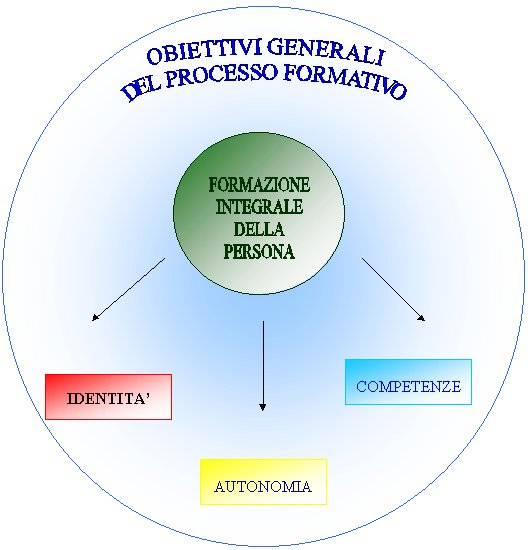 OBIETTIVI GENERALI
DEL PROCESSO FORMATIVO
FORMAZIONE
INTEGRALE
DELLA
PERSONA
IDENTITA'
COMPETENZE
AUTONOMIA